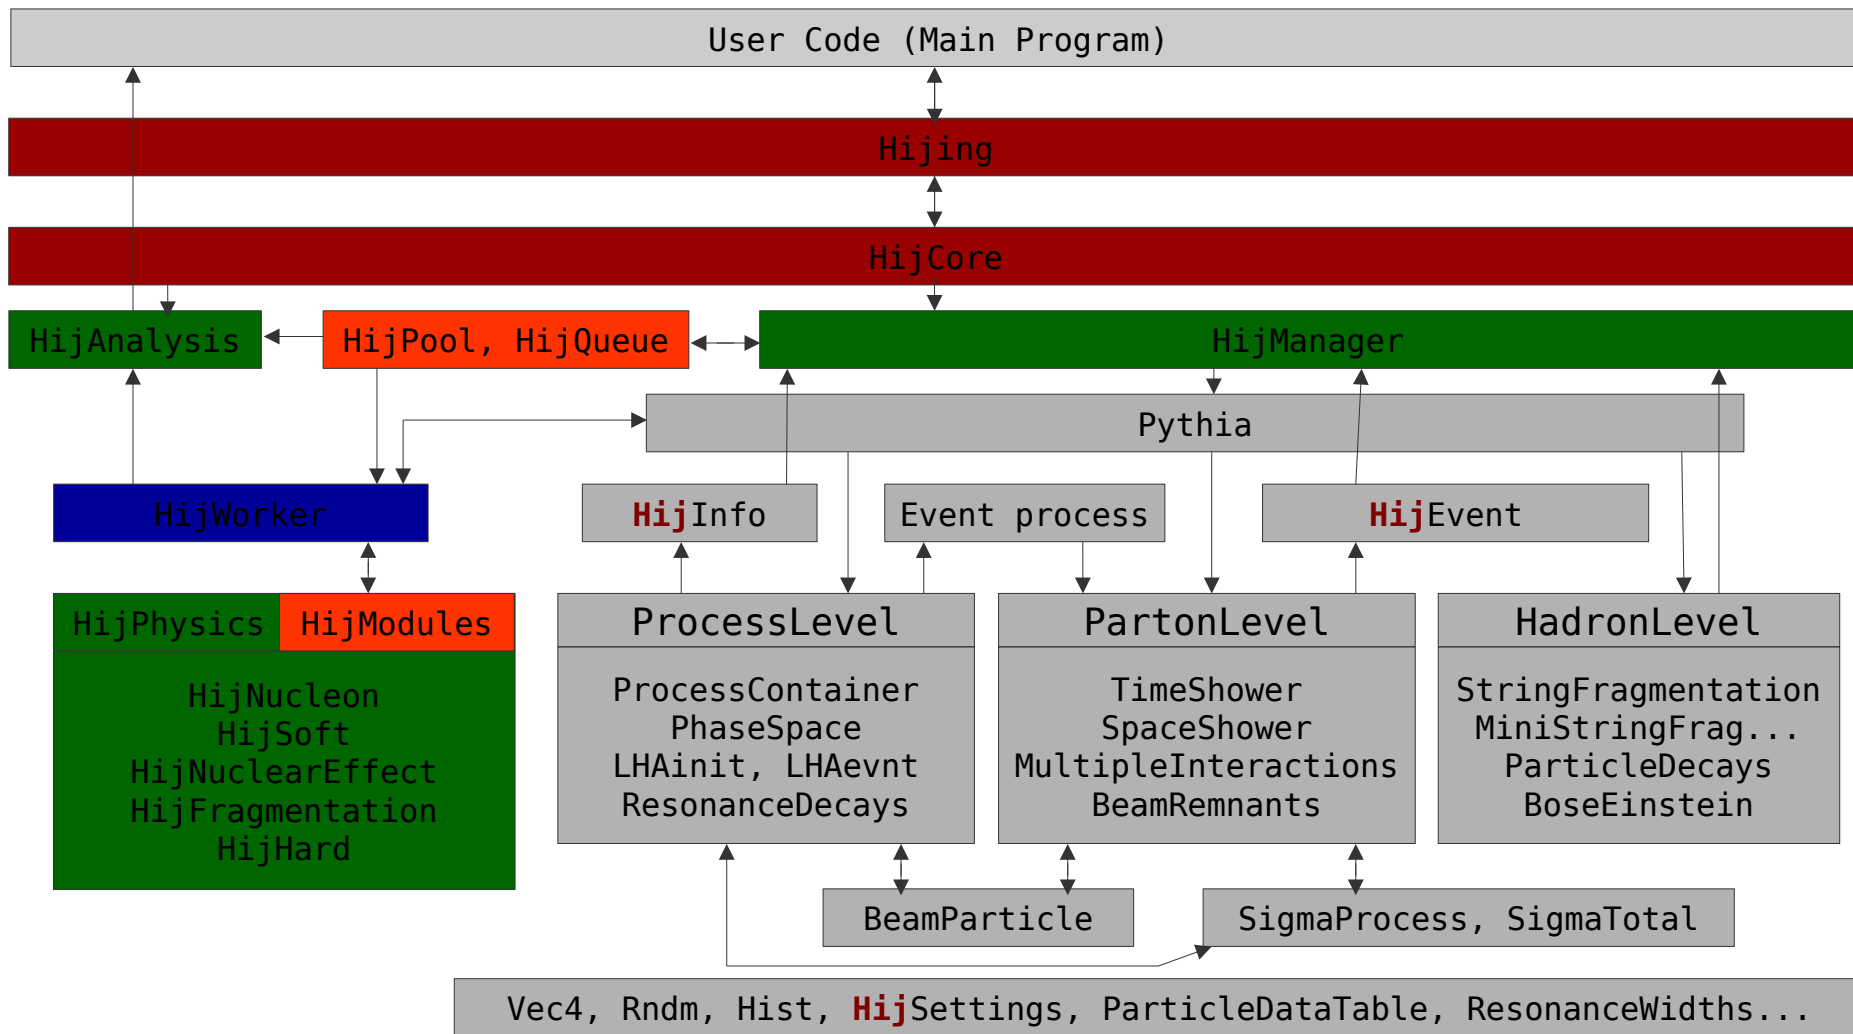 User Code (Main Program)
Hijing
HijCore
HijAnalysis
HijPool, HijQueue
HijManager
Pythia
HijWorker
HijInfo
Event process
HijEvent
HijPhysics
HijModules
HijNucleon
HijSoft
HijNuclearEffect
HijFragmentation
HijHard
ProcessLevel
ProcessContainer
PhaseSpace
LHAinit, LHAevnt
ResonanceDecays
PartonLevel
TimeShower
SpaceShower
MultipleInteractions
BeamRemnants
HadronLevel
StringFragmentation
MiniStringFrag...
ParticleDecays
BoseEinstein
BeamParticle
SigmaProcess, SigmaTotal
Vec4, Rndm, Hist, HijSettings, ParticleDataTable, ResonanceWidths...